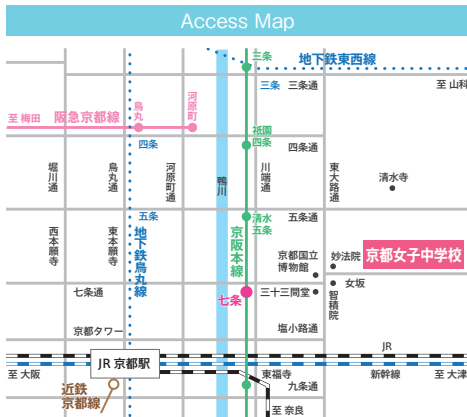 Access Map
三条
地下鉄東西線
三条
三条通
至 山科
至 梅田
阪急京都線
烏丸
河原町
祇園
四条
四条
四条通
堀川通
烏丸通
河原町通
鴨川
川端通
東大路通
清水寺
五条
清水
五条
五条通
西本願寺
東本願寺
地下鉄烏丸線
京阪本線
京都国立
博物館
妙法院
京都女子中学校
女坂
七条通
七条
三十三間堂
智積院
京都タワー
塩小路通
JR 京都駅
JR
至 大阪
東福寺
新幹線
至 大津
近鉄
京都線
九条通
至 奈良